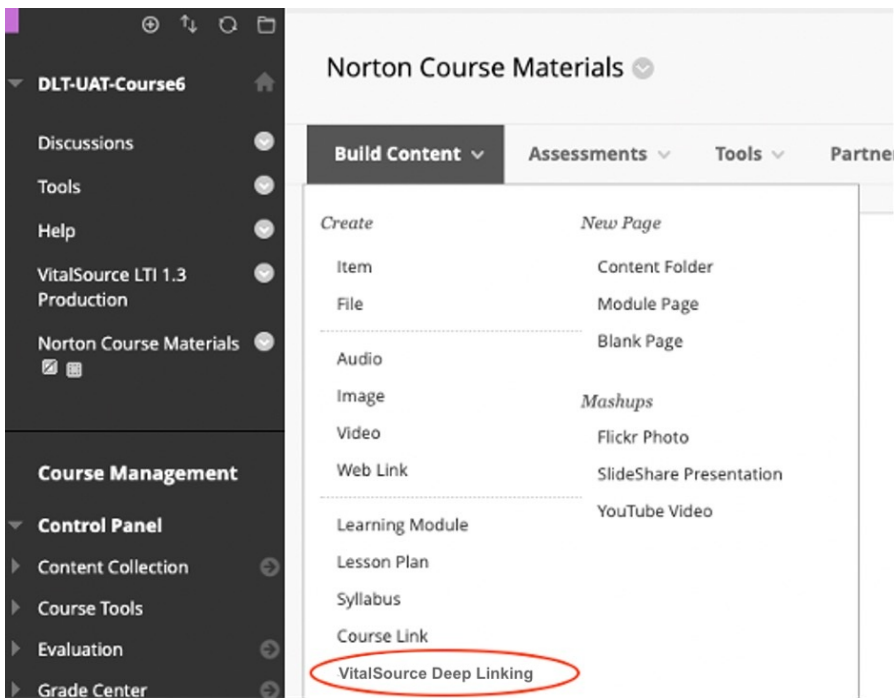 DLT-UAT-Course6
Discussions
Tools
Help
VitalSource LTI 1.3
Production
Norton Course Materials
Course Management
Control Panel
Content Collection
Course Tools
Evaluation
Grade Center
Norton Course Materials
Build Content
Assessments
Tools
Partne
Create
Item
File
Audio
Image
Video
Web Link
Learning Module
Lesson Plan
Syllabus
Course Link
VitalSource Deep Linking
New Page
Content Folder
Module Page
Blank Page
Mashups
Flickr Photo
SlideShare Presentation
YouTube Video